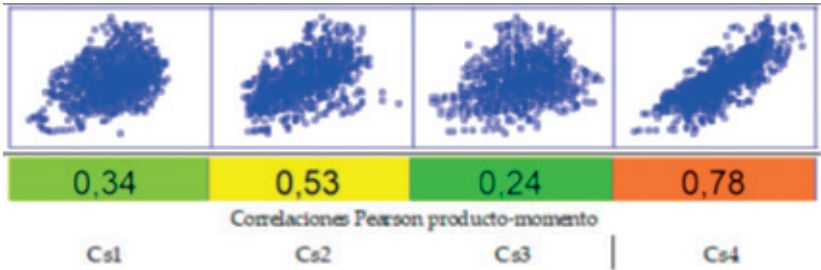 0,34 0,53 0,24 0,78
Correlaciones Pearson producto-momento
Cs1 Cs2 Cs3 Cs4